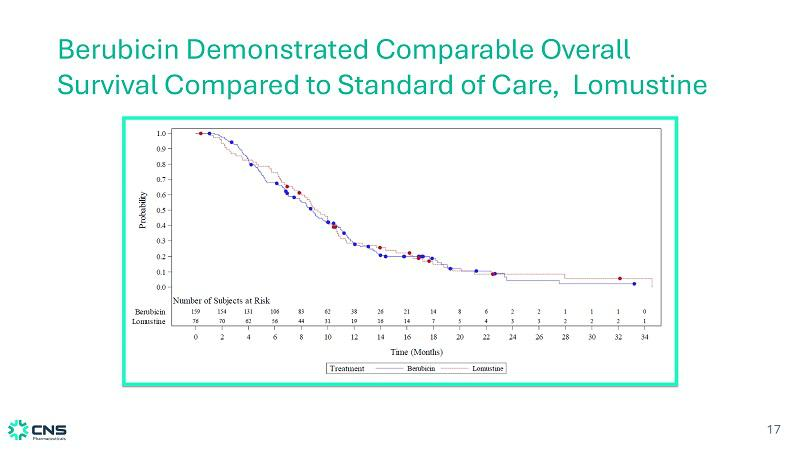 Berubicin Demonstrated Comparable Overall
Survival Compared to Standard of Care, Lomustine
1.0
0.9
0.8
0.7
0.6
0.5
0.4
0.3
0.2
0.1
0.0
Probability
Number of Subjects at Risk
Berubicin 159 154 131 106 83 62 38 26 21 14 8 6 2 2 1 1 1 0
Lomustine 76 70 62 56 44 31 19 16 14 7 5 4 3 3 2 2 2 1
0 2 4 6 8 10 12 14 16 18 20 22 24 26 28 30 32 34
Time (Months)
Treatment Berubicin Lomustine
CNS
Pharmaceuticals
17